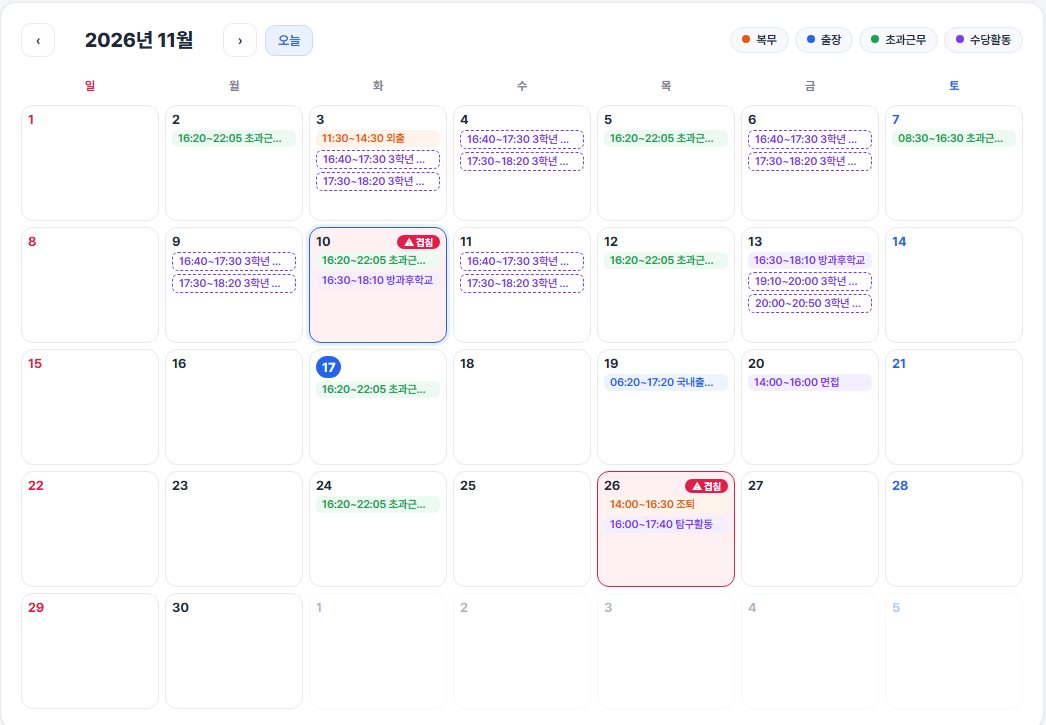 ‹ 2026년 11월 › 오늘 복무 출장 초과근무 수당활동
일 월 화 수 목 금 토
1
2
16:20~22:05 초과근...
3
11:30~14:30 외출
16:40~17:30 3학년 ...
17:30~18:20 3학년 ...
4
16:40~17:30 3학년 ...
17:30~18:20 3학년 ...
5
16:20~22:05 초과근...
6
16:40~17:30 3학년 ...
17:30~18:20 3학년 ...
7
08:30~16:30 초과근...
8
9
16:40~17:30 3학년 ...
17:30~18:20 3학년 ...
10 겹침
16:20~22:05 초과근...
16:30~18:10 방과후학교
11
16:40~17:30 3학년 ...
17:30~18:20 3학년 ...
12
16:20~22:05 초과근...
13
16:30~18:10 방과후학교
19:10~20:00 3학년 ...
20:00~20:50 3학년 ...
14
15
16
17
16:20~22:05 초과근...
18
19
06:20~17:20 국내출...
20
14:00~16:00 면접
21
22
23
24
16:20~22:05 초과근...
25
26 겹침
14:00~16:30 조퇴
16:00~17:40 탐구활동
27
28
29
30
1
2
3
4
5